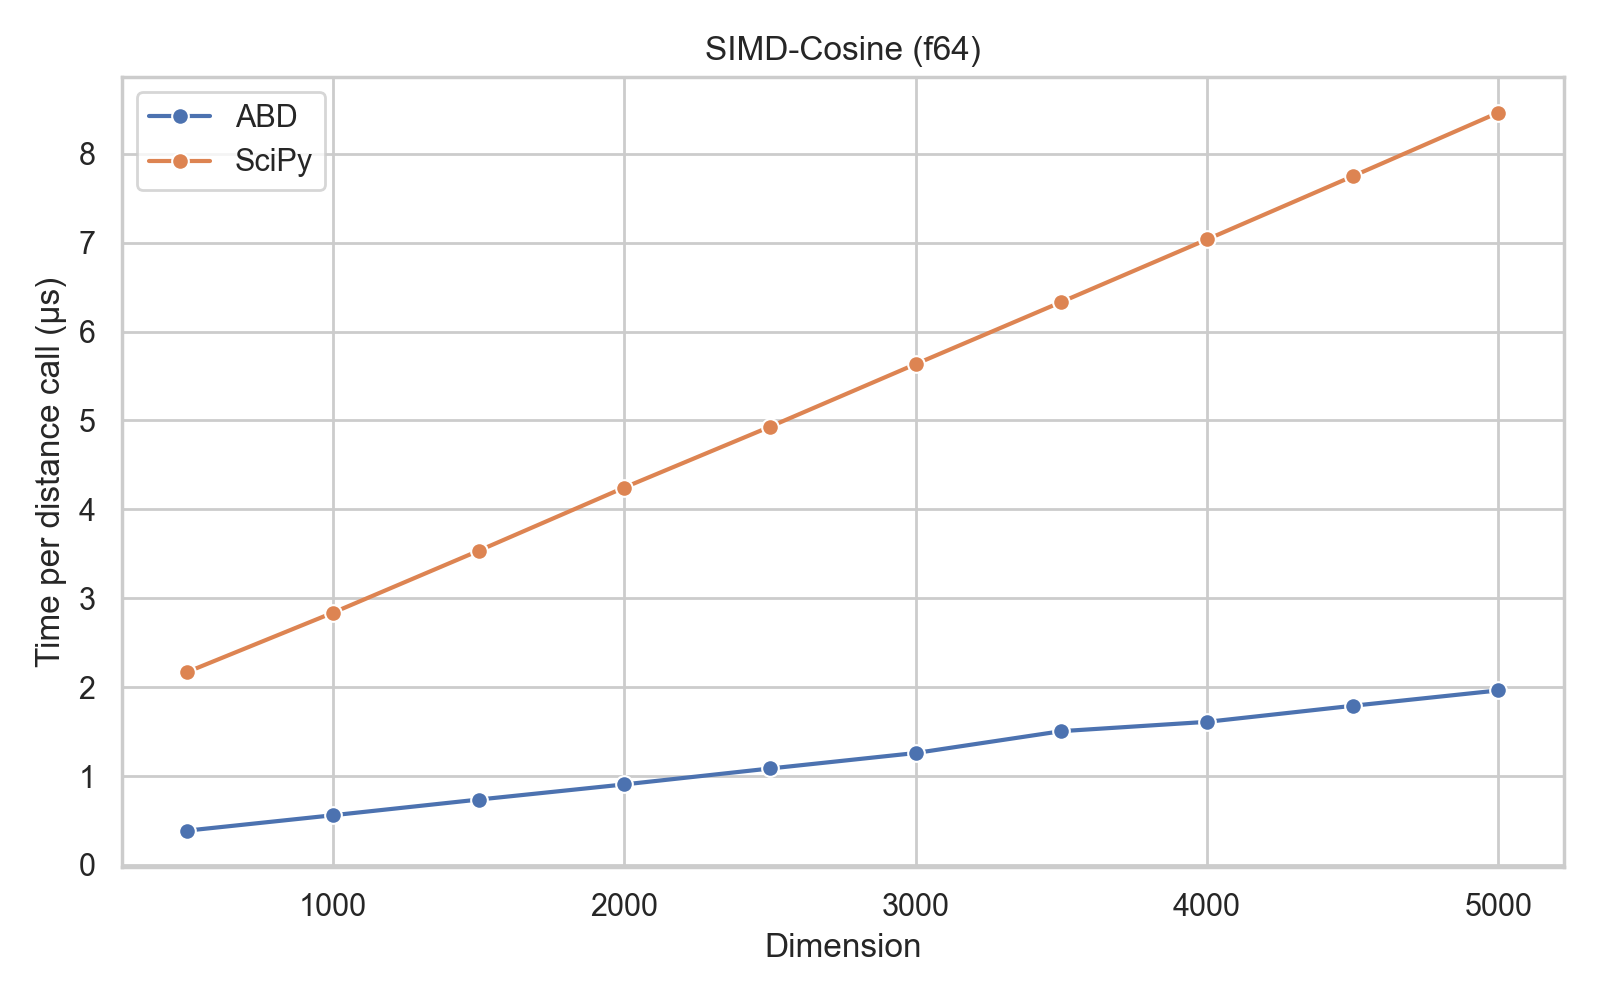 SIMD-Cosine (f64)
ABD
SciPy
Time per distance call (µs)
8
7
6
5
4
3
2
1
0
1000 2000 3000 4000 5000
Dimension